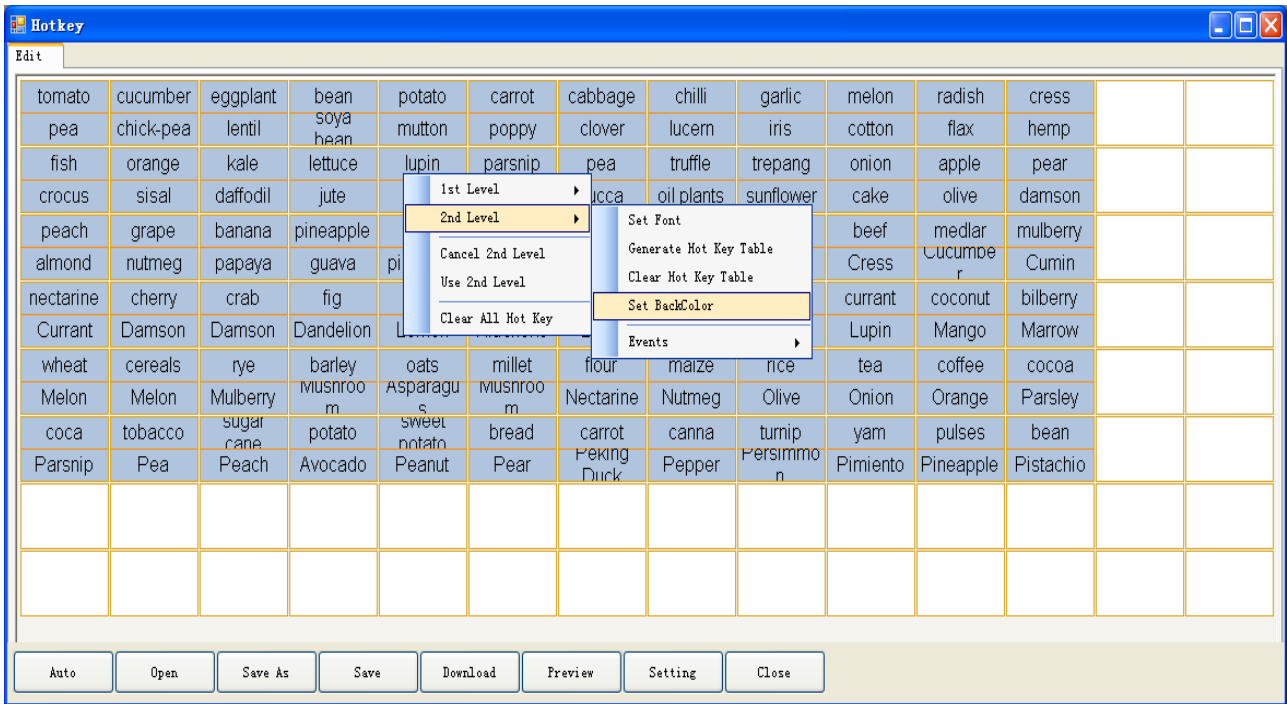 Hotkey
Edit
tomato cucumber eggplant bean potato carrot cabbage chilli garlic melon radish cress
pea chick-pea lentil soya bean mutton poppy clover lucern iris cotton flax hemp
fish orange kale lettuce lupin parsnip pea truffle trepang onion apple pear
crocus sisal daffodil jute oil plants sunflower cake olive damson
peach grape banana pineapple beef medlar mulberry
almond nutmeg papaya guava Cress Cucumber Cumin
nectarine cherry crab fig currant coconut bilberry
Currant Damson Damson Dandelion Lupin Mango Marrow
wheat cereals rye barley oats millet flour maize rice tea coffee cocoa
Melon Melon Mulberry Mushroom Asparagus Mushroom Nectarine Nutmeg Olive Onion Orange Parsley
coca tobacco sugar cane potato sweet potato bread carrot canna turnip yam pulses bean
Parsnip Pea Peach Avocado Peanut Pear Peking Duck Pepper Persimmon Pimiento Pineapple Pistachio
1st Level
2nd Level
Cancel 2nd Level
Use 2nd Level
Clear All Hot Key
Set Font
Generate Hot Key Table
Clear Hot Key Table
Set BackColor
Events
Auto Open Save As Save Download Preview Setting Close